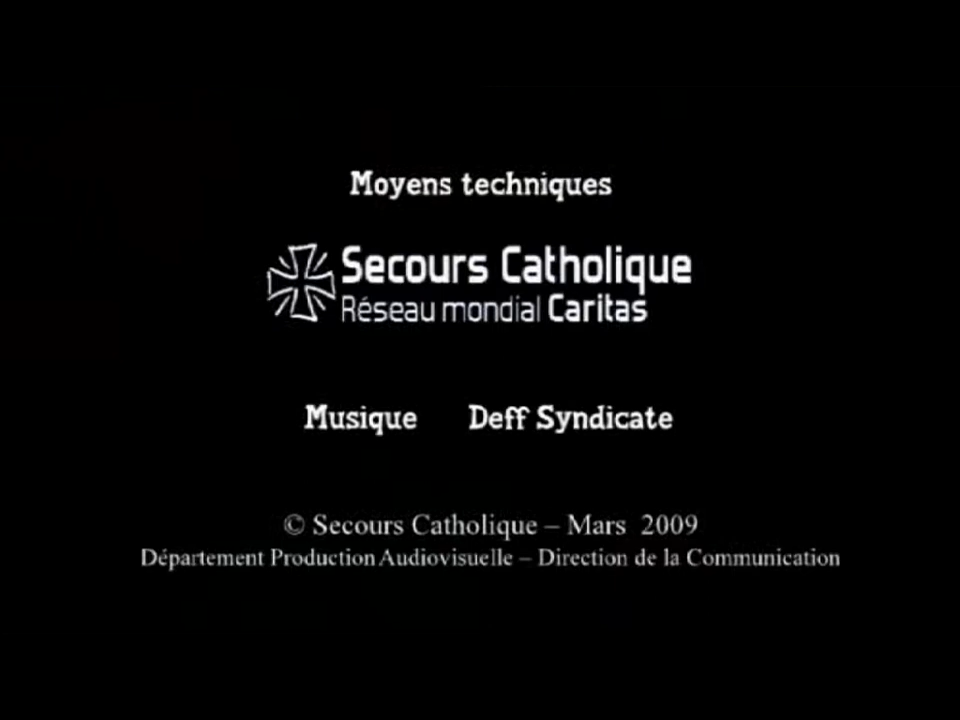 Moyens techniques
Secours Catholique
Réseau mondial Caritas
Musique Deff Syndicate
© Secours Catholique – Mars 2009
Département Production Audiovisuelle – Direction de la Communication